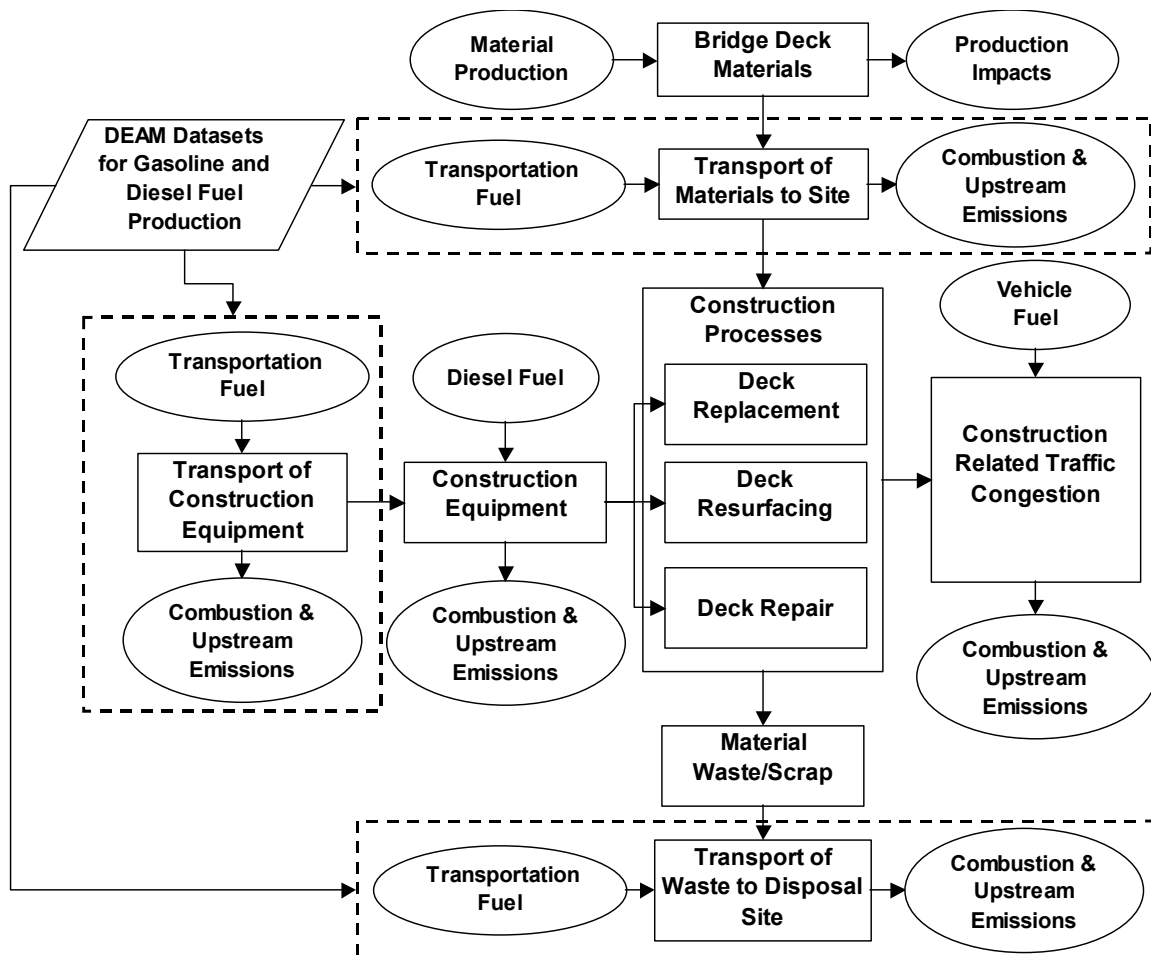 Material
Production
Bridge Deck
Materials
Production
Impacts
DEAM Datasets
for Gasoline and
Diesel Fuel
Production
Transportation
Fuel
Transport of
Materials to Site
Combustion &
Upstream
Emissions
Construction
Processes
Vehicle
Fuel
Transportation
Fuel
Diesel Fuel
Deck
Replacement
Construction
Related Traffic
Congestion
Transport of
Construction
Equipment
Construction
Equipment
Deck
Resurfacing
Combustion &
Upstream
Emissions
Combustion &
Upstream
Emissions
Deck Repair
Combustion &
Upstream
Emissions
Material
Waste/Scrap
Transportation
Fuel
Transport of
Waste to Disposal
Site
Combustion &
Upstream
Emissions